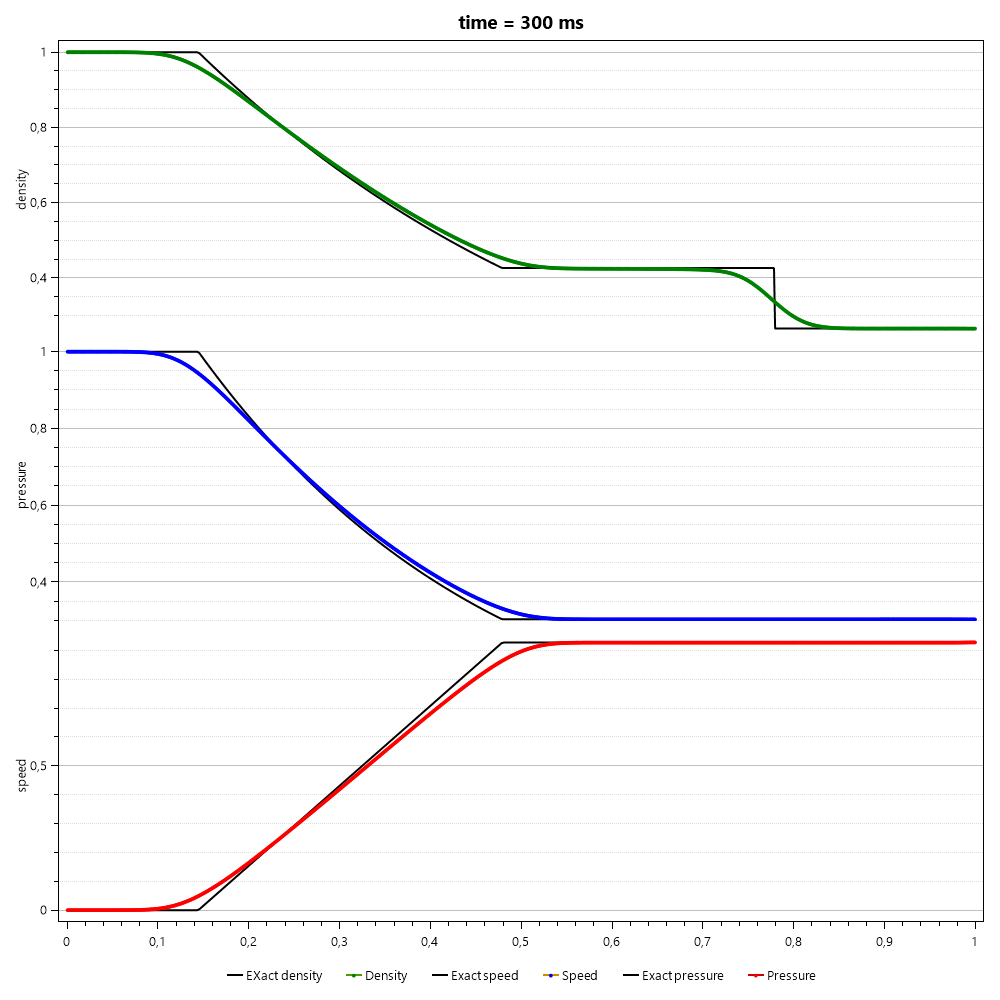 time = 300 ms
1
0,8
0,6
0,4
density
1
0,8
0,6
0,4
pressure
0,5
0
speed
0 0,1 0,2 0,3 0,4 0,5 0,6 0,7 0,8 0,9 1
EXact density Density Exact speed Speed Exact pressure Pressure